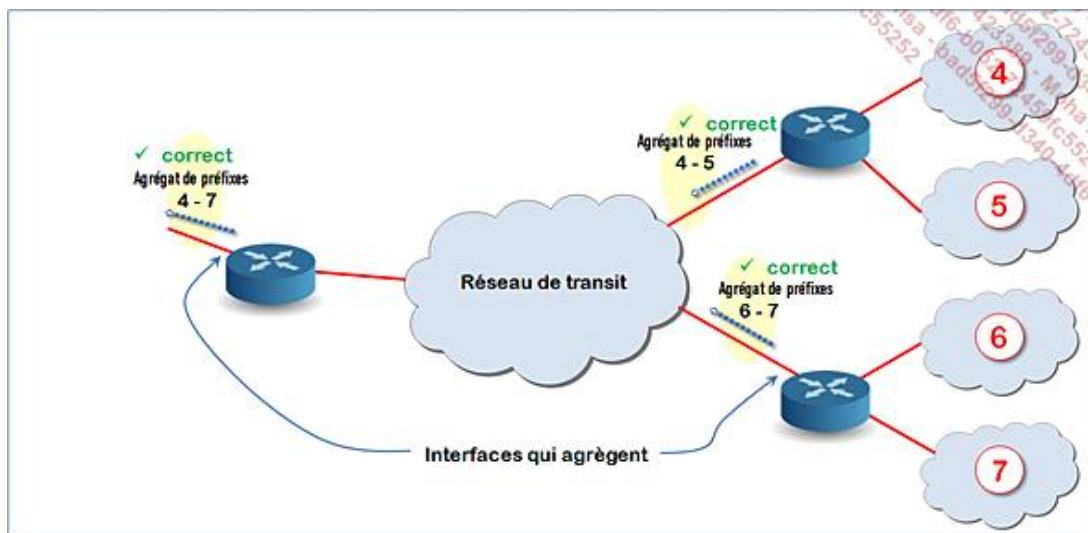 ✓ correct
Agrégat de préfixes
4 - 7
✓ correct
Agrégat de préfixes
4 - 5
✓ correct
Agrégat de préfixes
6 - 7
Réseau de transit
Interfaces qui agrègent
4
5
6
7